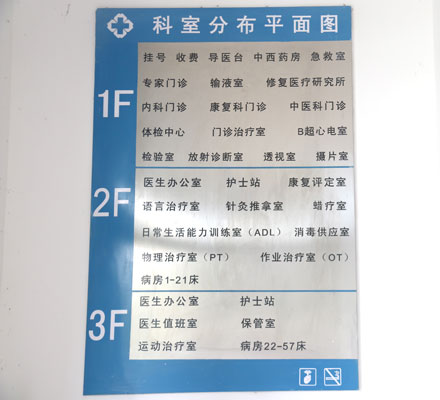 科室分布平面图
1F
挂号 收费 导医台 中西药房 急救室
专家门诊 输液室 修复医疗研究所
内科门诊 康复科门诊 中医科门诊
体检中心 门诊治疗室 B超心电室
检验室 放射诊断室 透视室 摄片室
2F
医生办公室 护士站 康复评定室
语言治疗室 针灸推拿室 蜡疗室
日常生活能力训练室（ADL） 消毒供应室
物理治疗室（PT） 作业治疗室（OT）
病房1-21床
3F
医生办公室 护士站
医生值班室 保管室
运动治疗室 病房22-57床